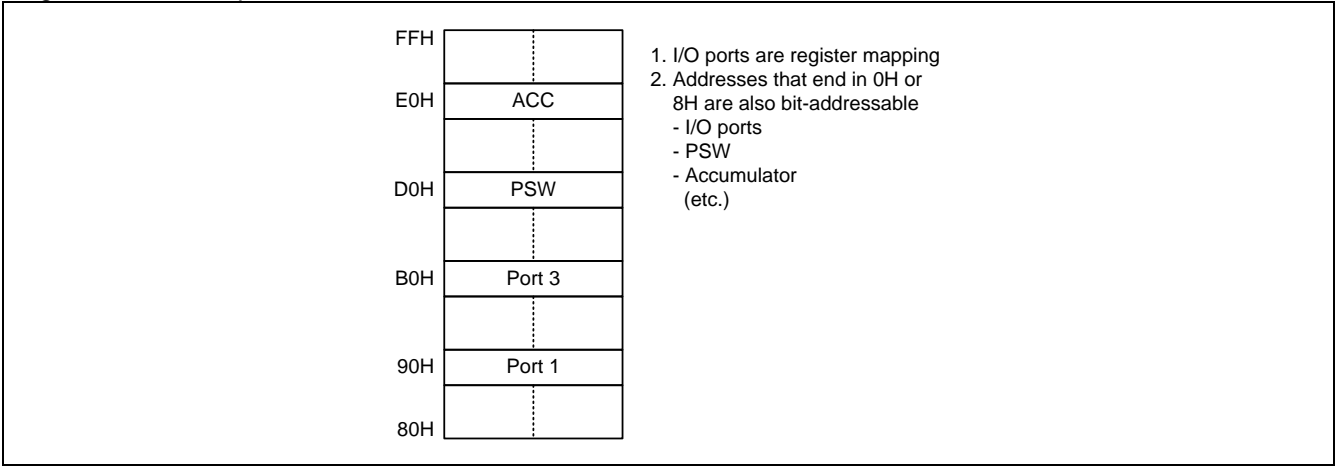 FFH
1. I/O ports are register mapping
2. Addresses that end in 0H or
8H are also bit-addressable
- I/O ports
- PSW
- Accumulator
(etc.)
E0H ACC
D0H PSW
B0H Port 3
90H Port 1
80H